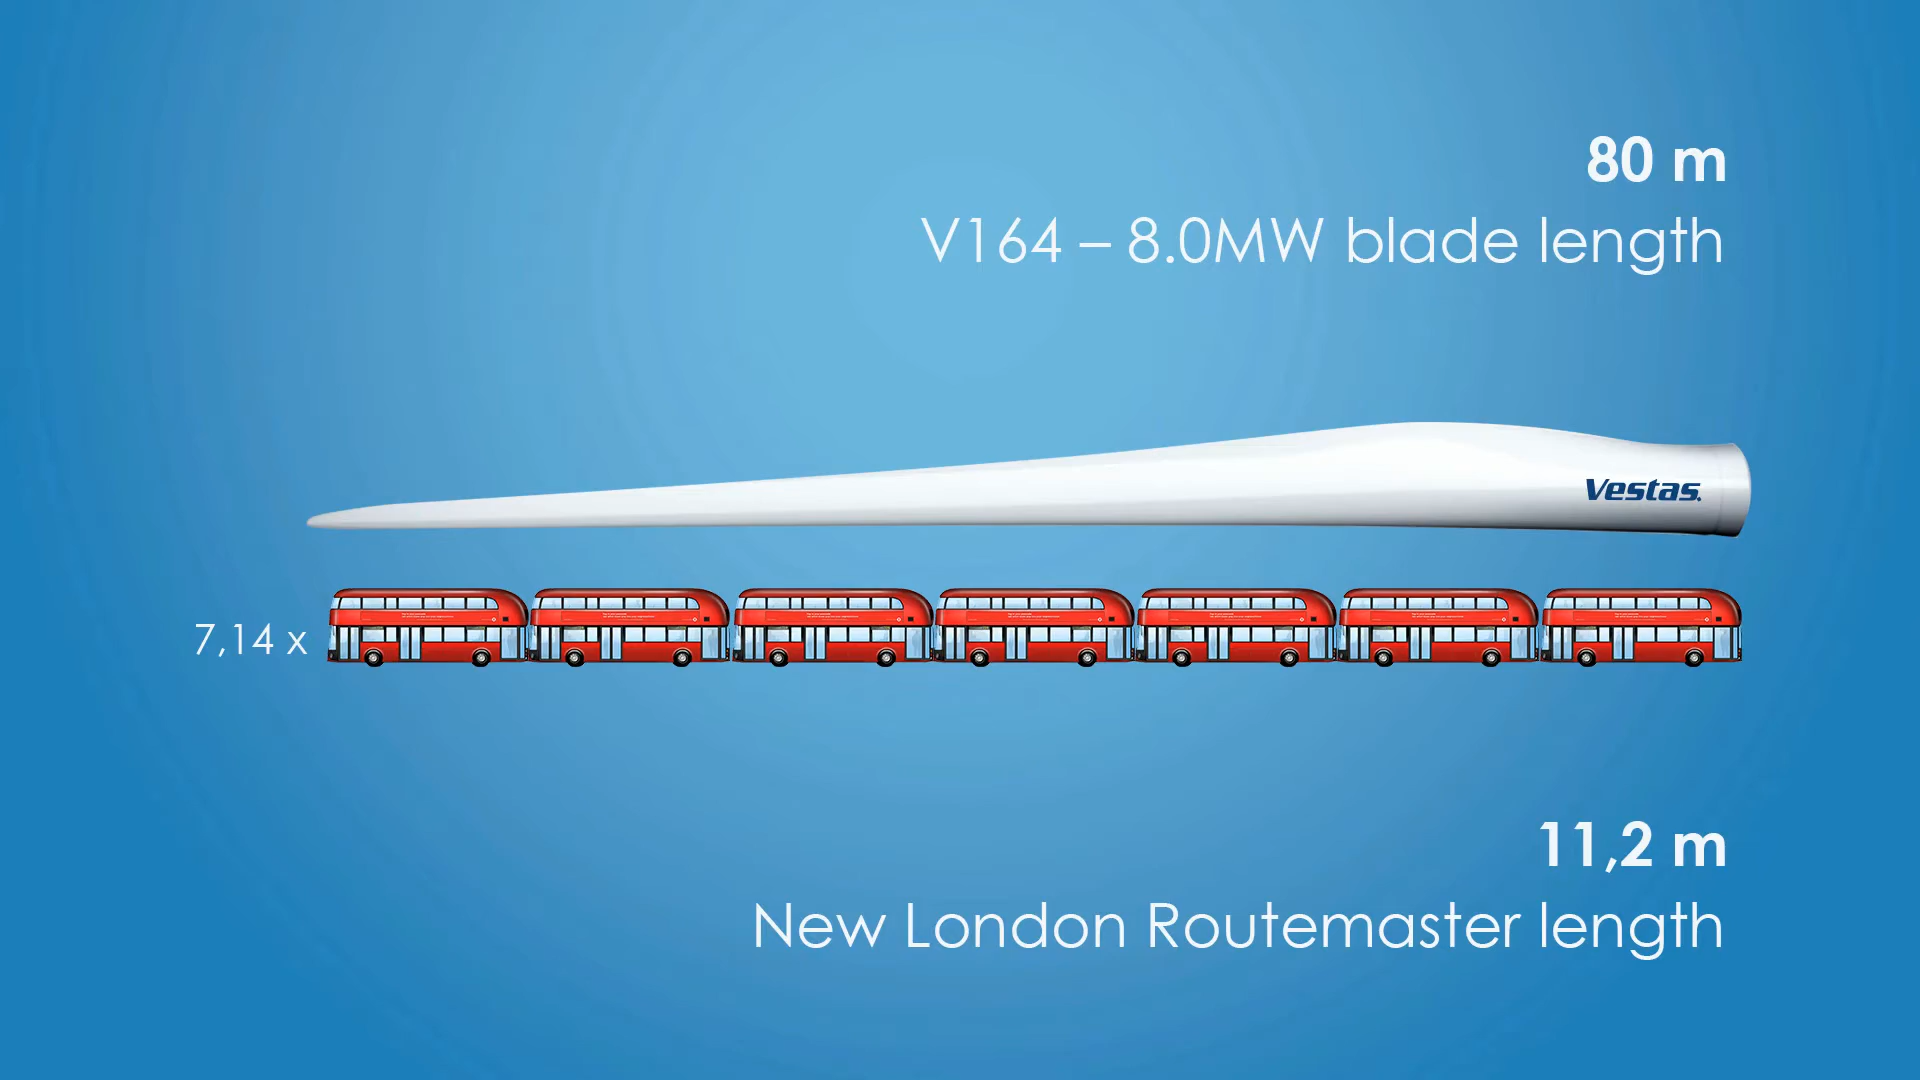 80 m
V164 – 8.0MW blade length
Vestas.
7,14 x
11,2 m
New London Routemaster length